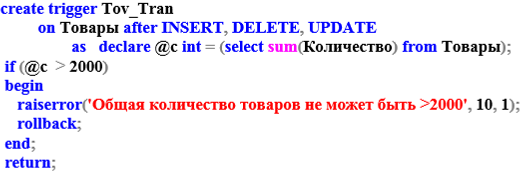 create trigger Tov_Tran
on Товары after INSERT, DELETE, UPDATE
as declare @c int = (select sum(Количество) from Товары);
if (@c > 2000)
begin
raiserror('Общая количество товаров не может быть >2000', 10, 1);
rollback;
end;
return;